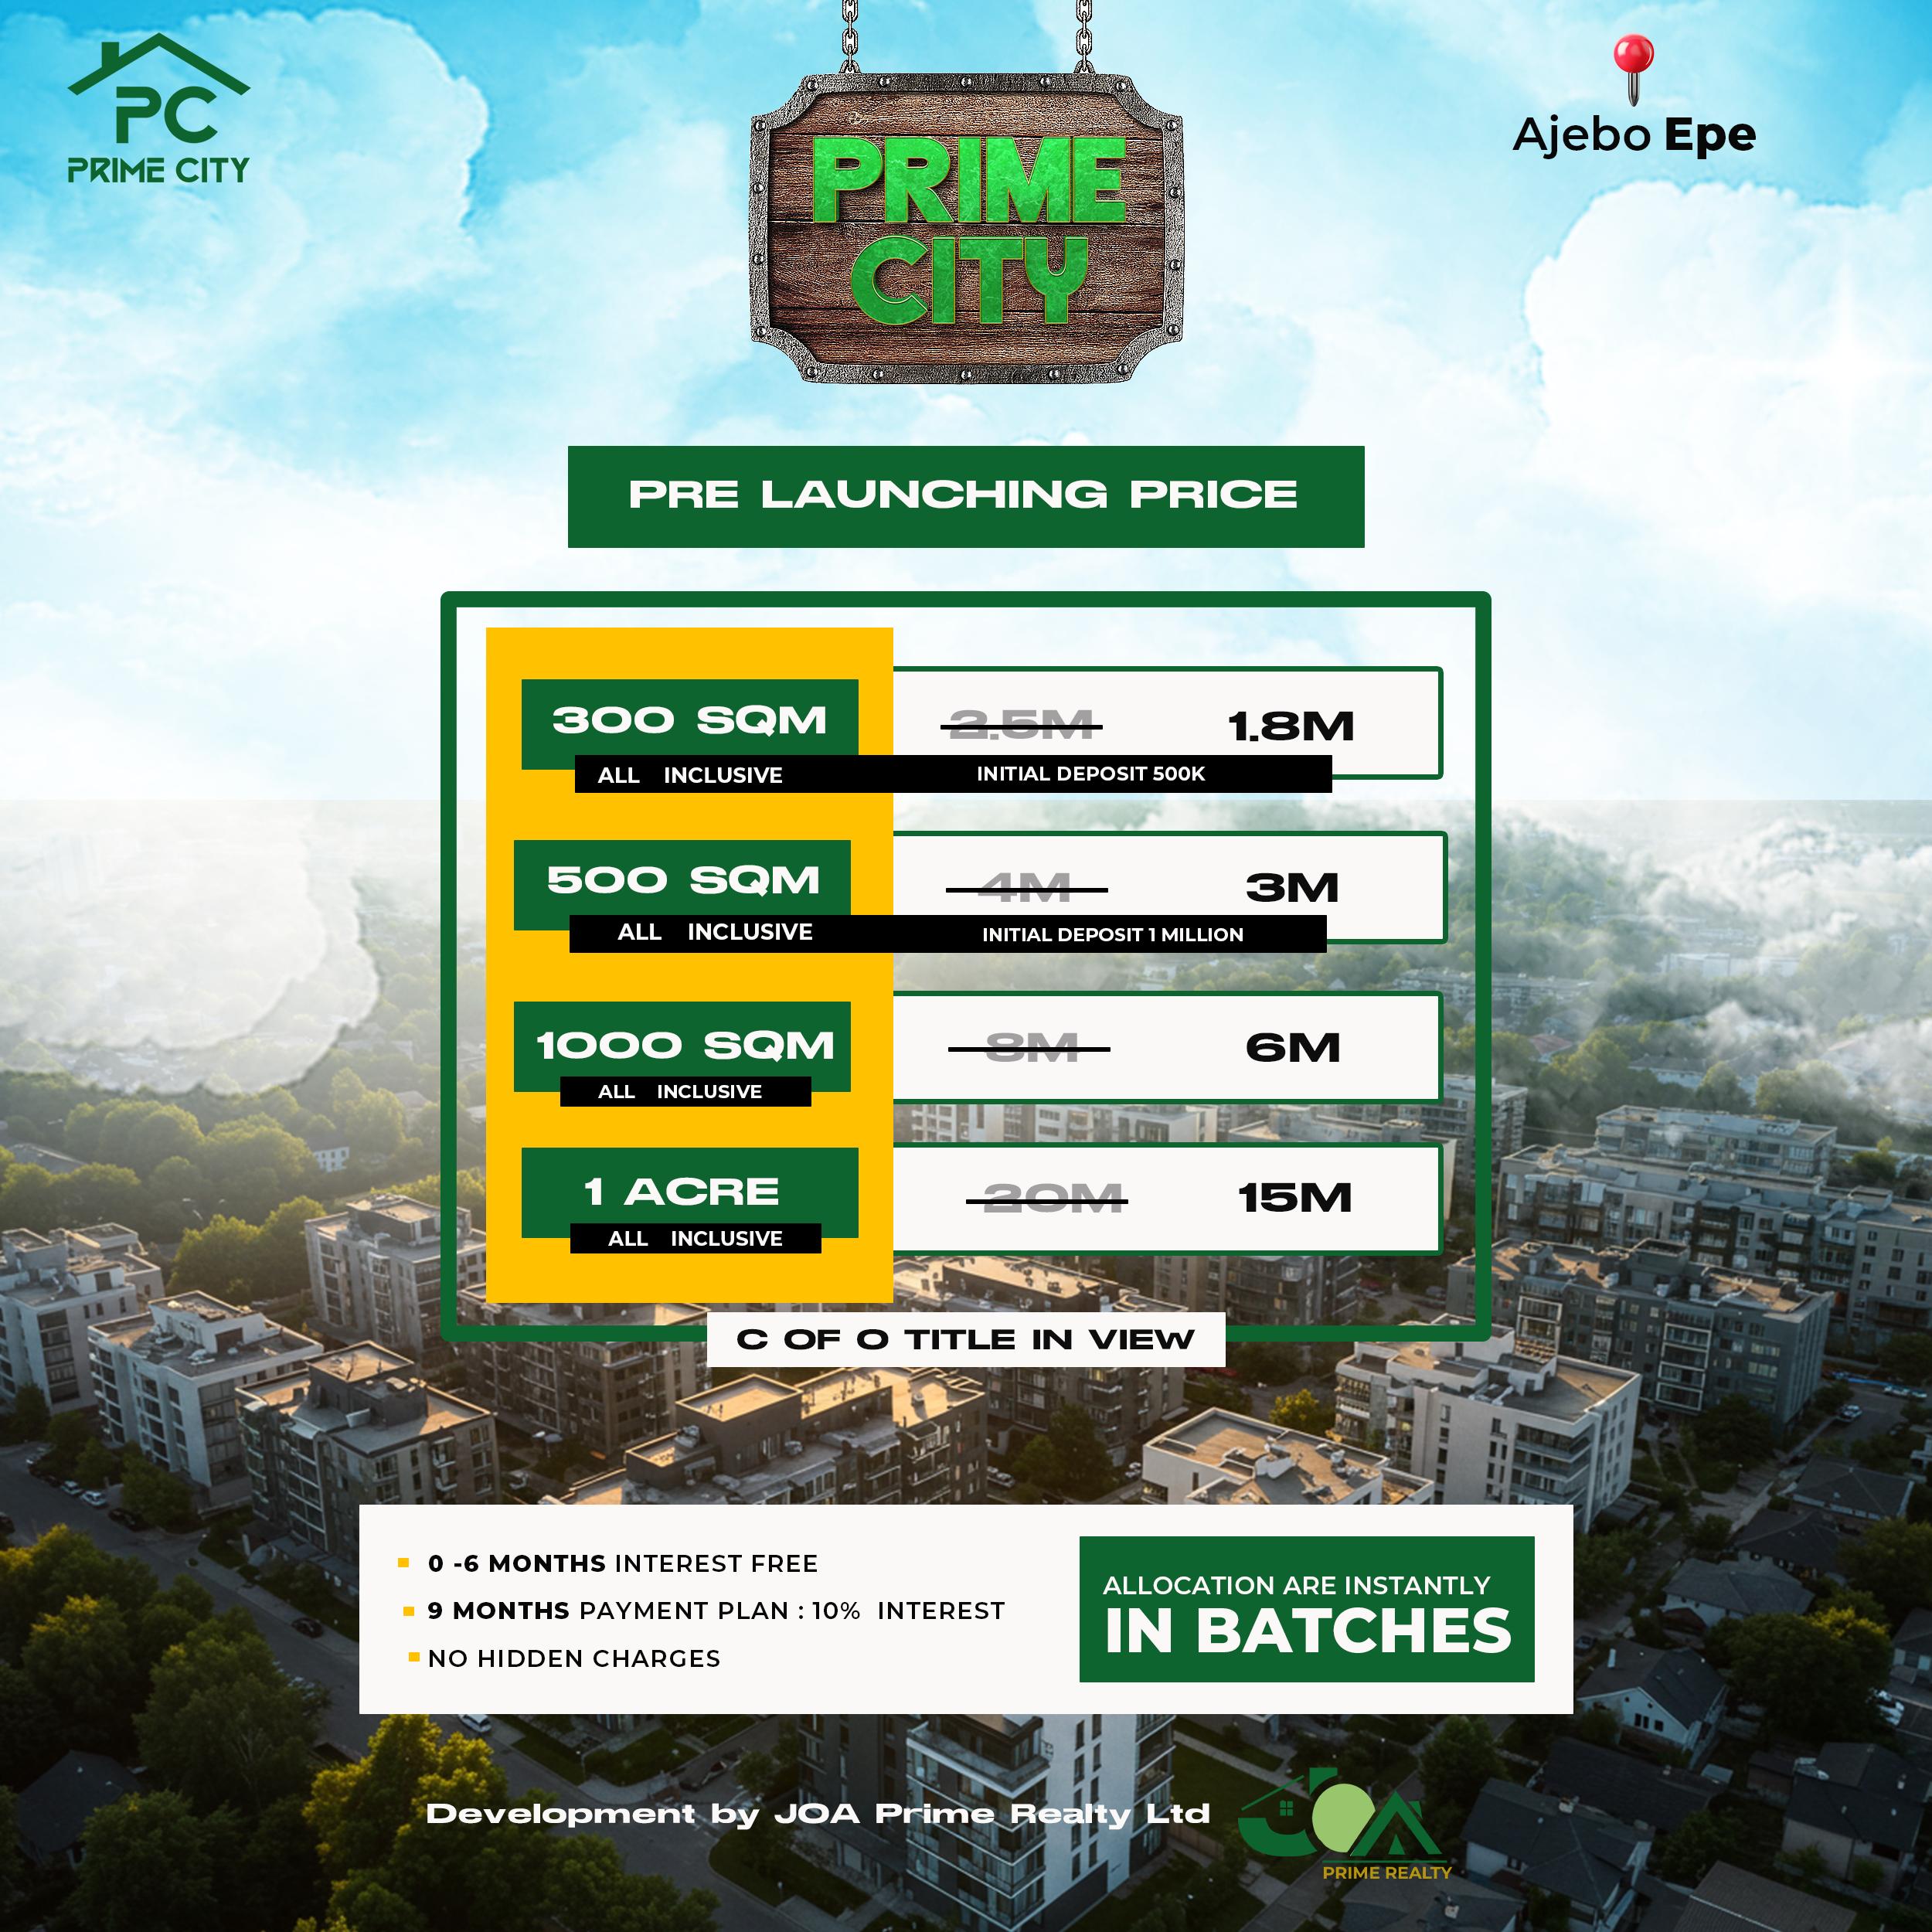 PC
PRIME CITY
PRIME
CITY
Ajebo Epe
PRE LAUNCHING PRICE
300 SQM 2.5M 1.8M
ALL INCLUSIVE INITIAL DEPOSIT 500K
500 SQM 4M 3M
ALL INCLUSIVE INITIAL DEPOSIT 1 MILLION
1000 SQM 8M 6M
ALL INCLUSIVE
1 ACRE 20M 15M
ALL INCLUSIVE
C OF O TITLE IN VIEW
0 -6 MONTHS INTEREST FREE
9 MONTHS PAYMENT PLAN : 10% INTEREST
NO HIDDEN CHARGES
ALLOCATION ARE INSTANTLY
IN BATCHES
Development by JOA Prime Realty Ltd
JOA
PRIME REALTY